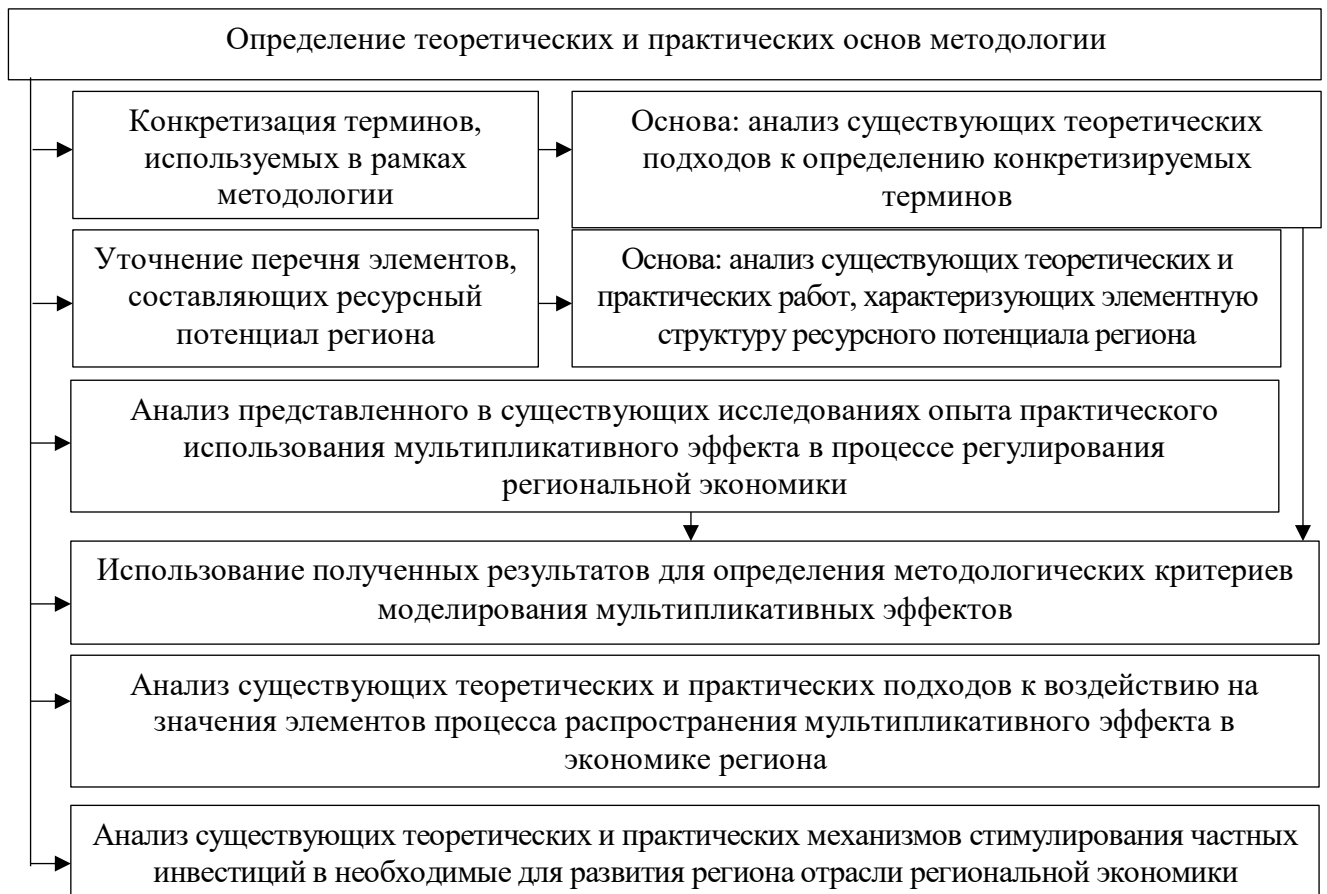 Определение теоретических и практических основ методологии
Конкретизация терминов,
используемых в рамках
методологии
Основа: анализ существующих теоретических
подходов к определению конкретизируемых
терминов
Уточнение перечня элементов,
составляющих ресурсный
потенциал региона
Основа: анализ существующих теоретических и
практических работ, характеризующих элементную
структуру ресурсного потенциала региона
Анализ представленного в существующих исследованиях опыта практического
использования мультипликативного эффекта в процессе регулирования
региональной экономики
Использование полученных результатов для определения методологических критериев
моделирования мультипликативных эффектов
Анализ существующих теоретических и практических подходов к воздействию на
значения элементов процесса распространения мультипликативного эффекта в
экономике региона
Анализ существующих теоретических и практических механизмов стимулирования частных
инвестиций в необходимые для развития региона отрасли региональной экономики